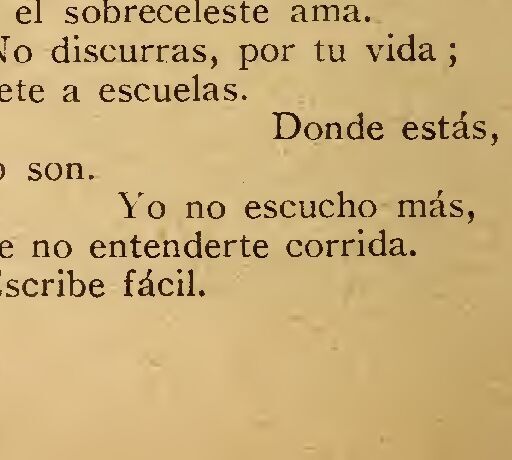 el sobreceleste ama.
No discurras, por tu vida;
ete a escuelas.
Donde estás,
o son.
Yo no escucho más,
e no entenderte corrida.
Escribe fácil.